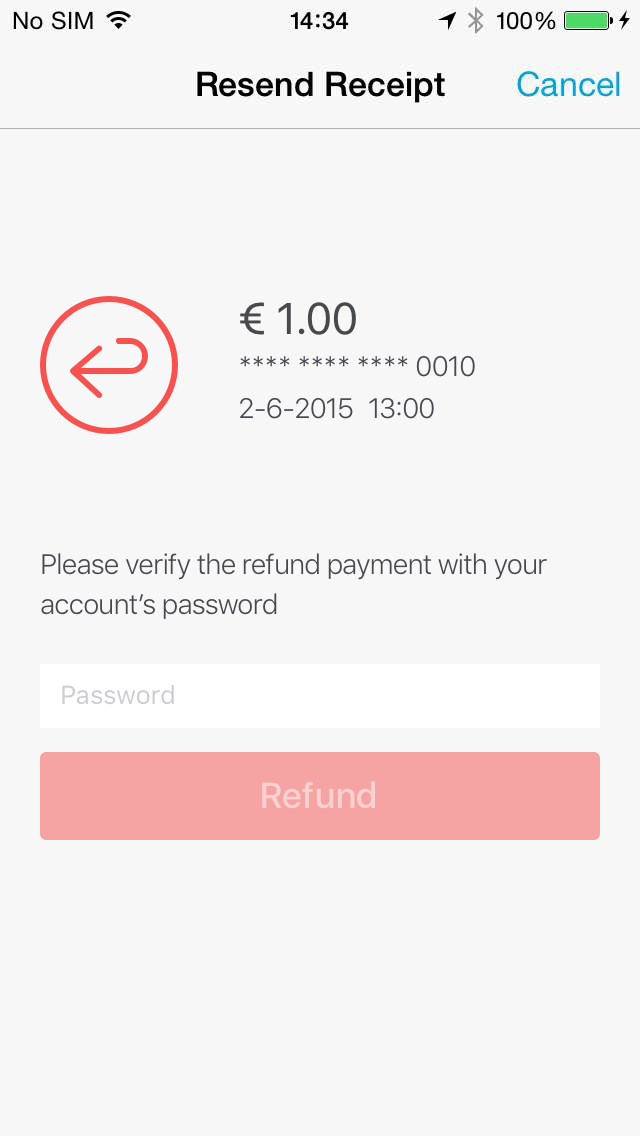 No SIM 14:34 100%
Resend Receipt Cancel
€ 1.00
**** **** **** 0010
2-6-2015 13:00
Please verify the refund payment with your
account’s password
Password
Refund